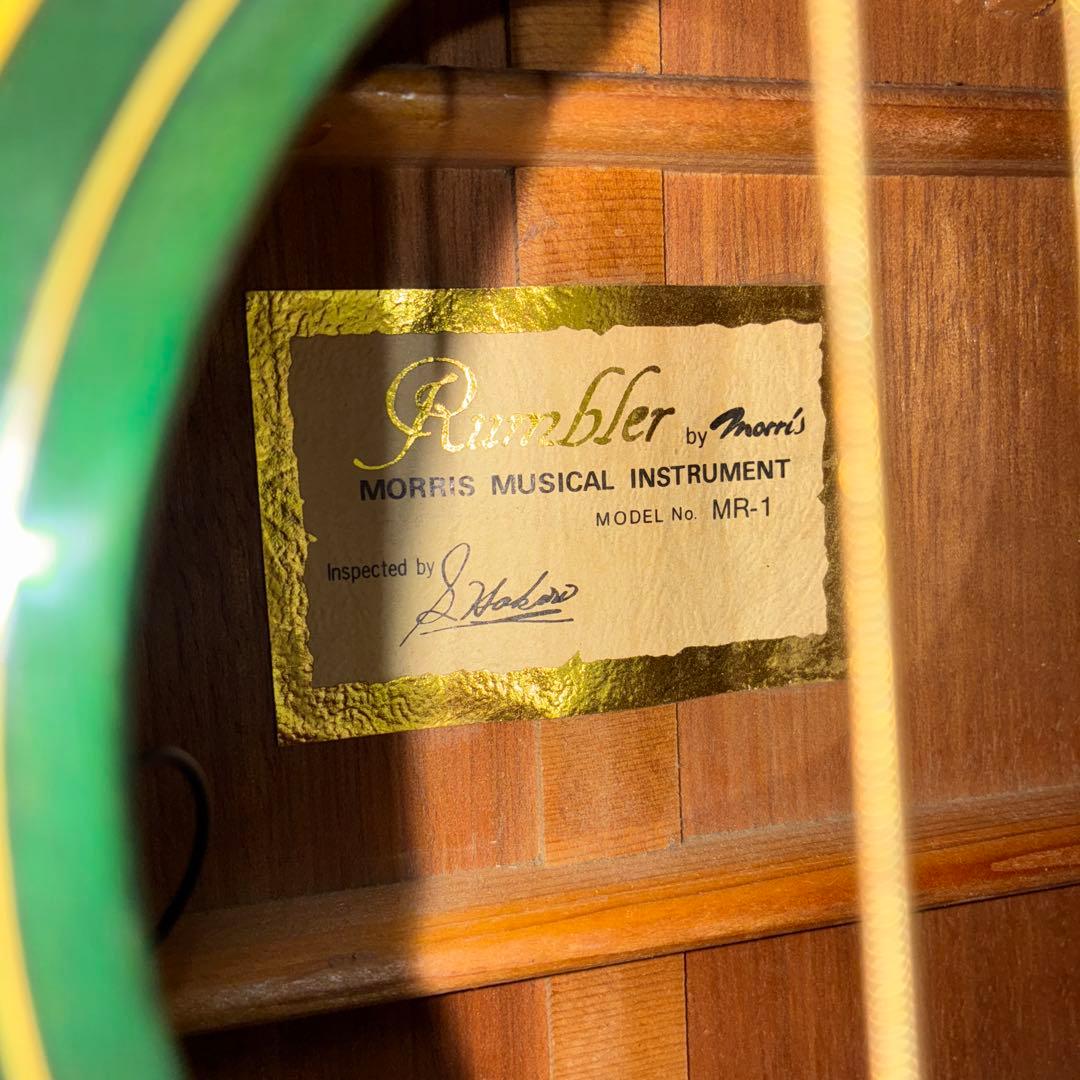 Rumbler by Morris
MORRIS MUSICAL INSTRUMENT
MODEL No. MR-1
Inspected by